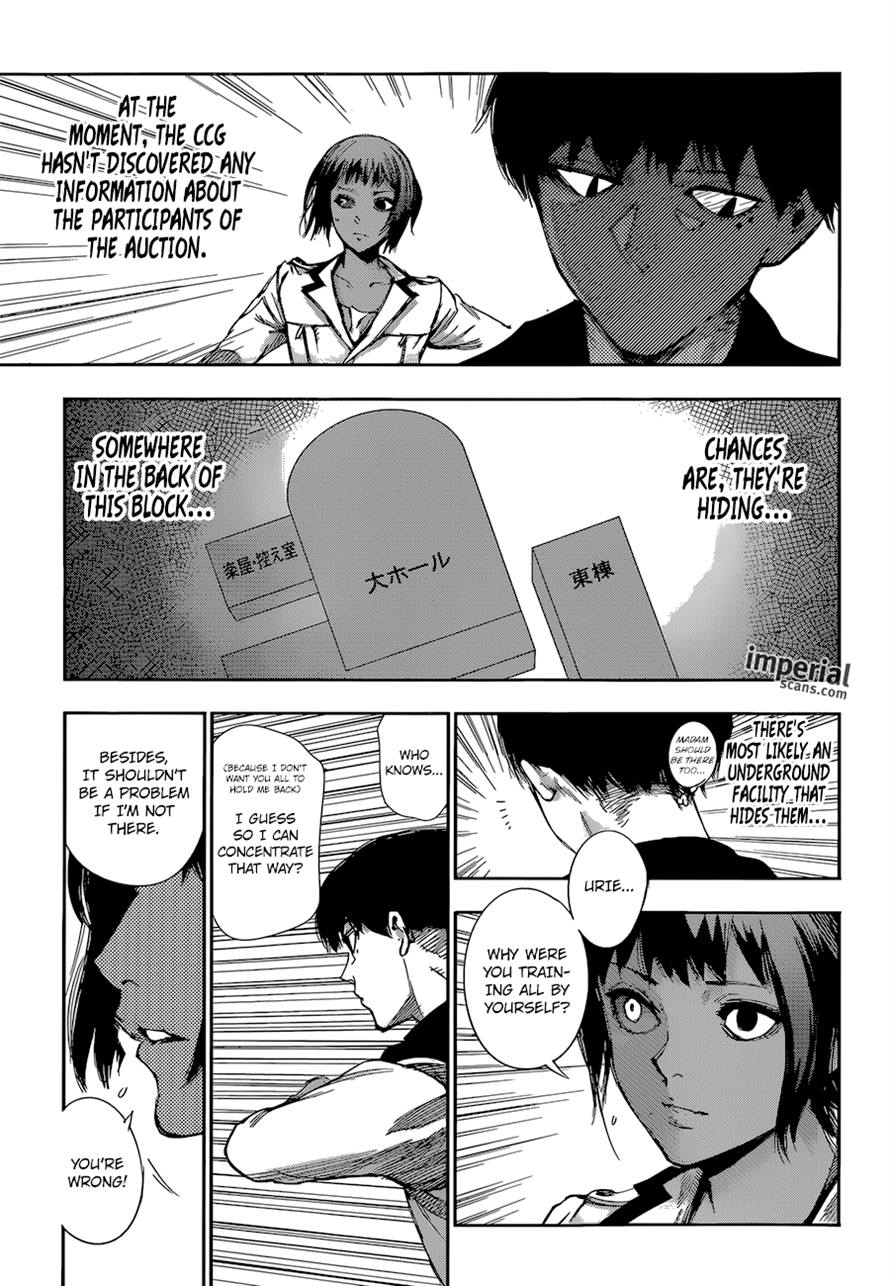 AT THE
MOMENT, THE CCG
HASN'T DISCOVERED ANY
INFORMATION ABOUT
THE PARTICIPANTS OF
THE AUCTION.
CHANCES
ARE, THEY'RE
HIDING...
SOMEWHERE
IN THE BACK OF
THIS BLOCK...
楽屋・控え室
大ホール
東棟
imperial
scans.com
THERE'S
MOST LIKELY AN
UNDERGROUND
FACILITY THAT
HIDES THEM...
MADAM
SHOULD
BE THERE
TOO...
URIE...
WHY WERE
YOU TRAIN-
ING ALL BY
YOURSELF?
WHO
KNOWS...
(BECAUSE I DON'T
WANT YOU ALL TO
HOLD ME BACK)
I GUESS
SO I CAN
CONCENTRATE
THAT WAY?
BESIDES,
IT SHOULDN'T
BE A PROBLEM
IF I'M NOT
THERE.
YOU'RE
WRONG!